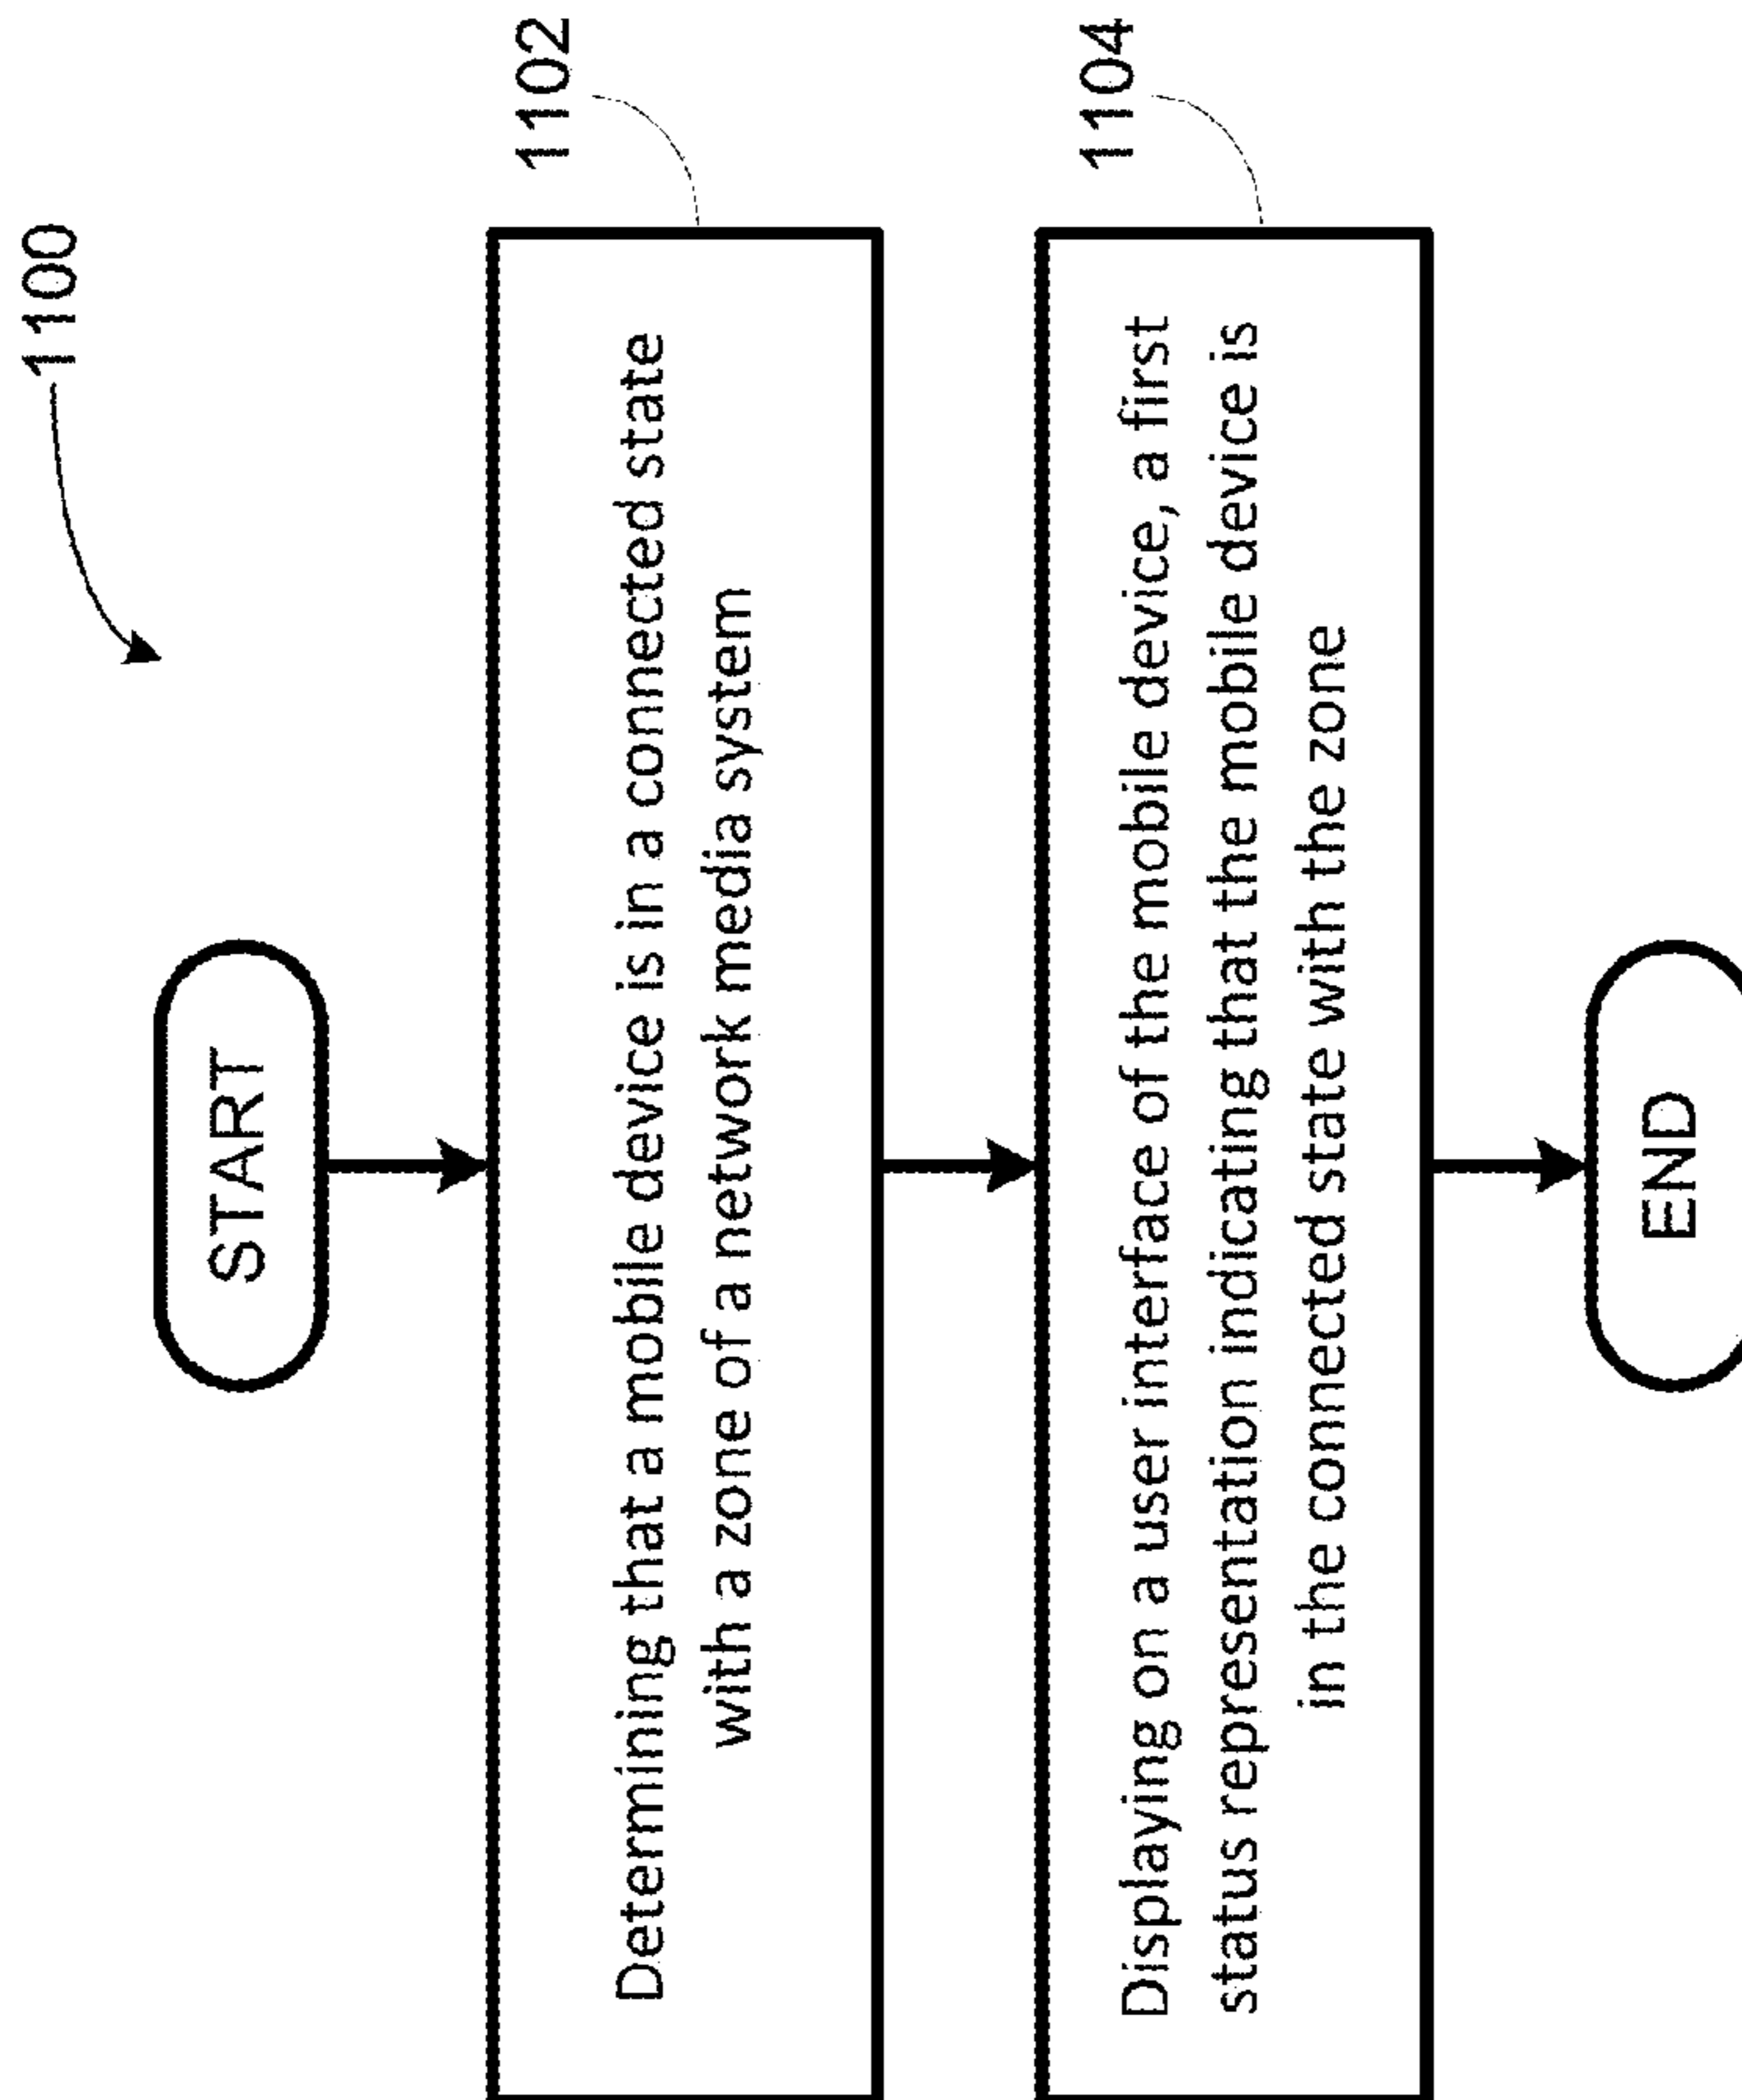 1100
START
1102
Determining that a mobile device is in a connected state
with a zone of a network media system
1104
Displaying on a user interface of the mobile device, a first
status representation indicating that the mobile device is
in the connected state with the zone
END